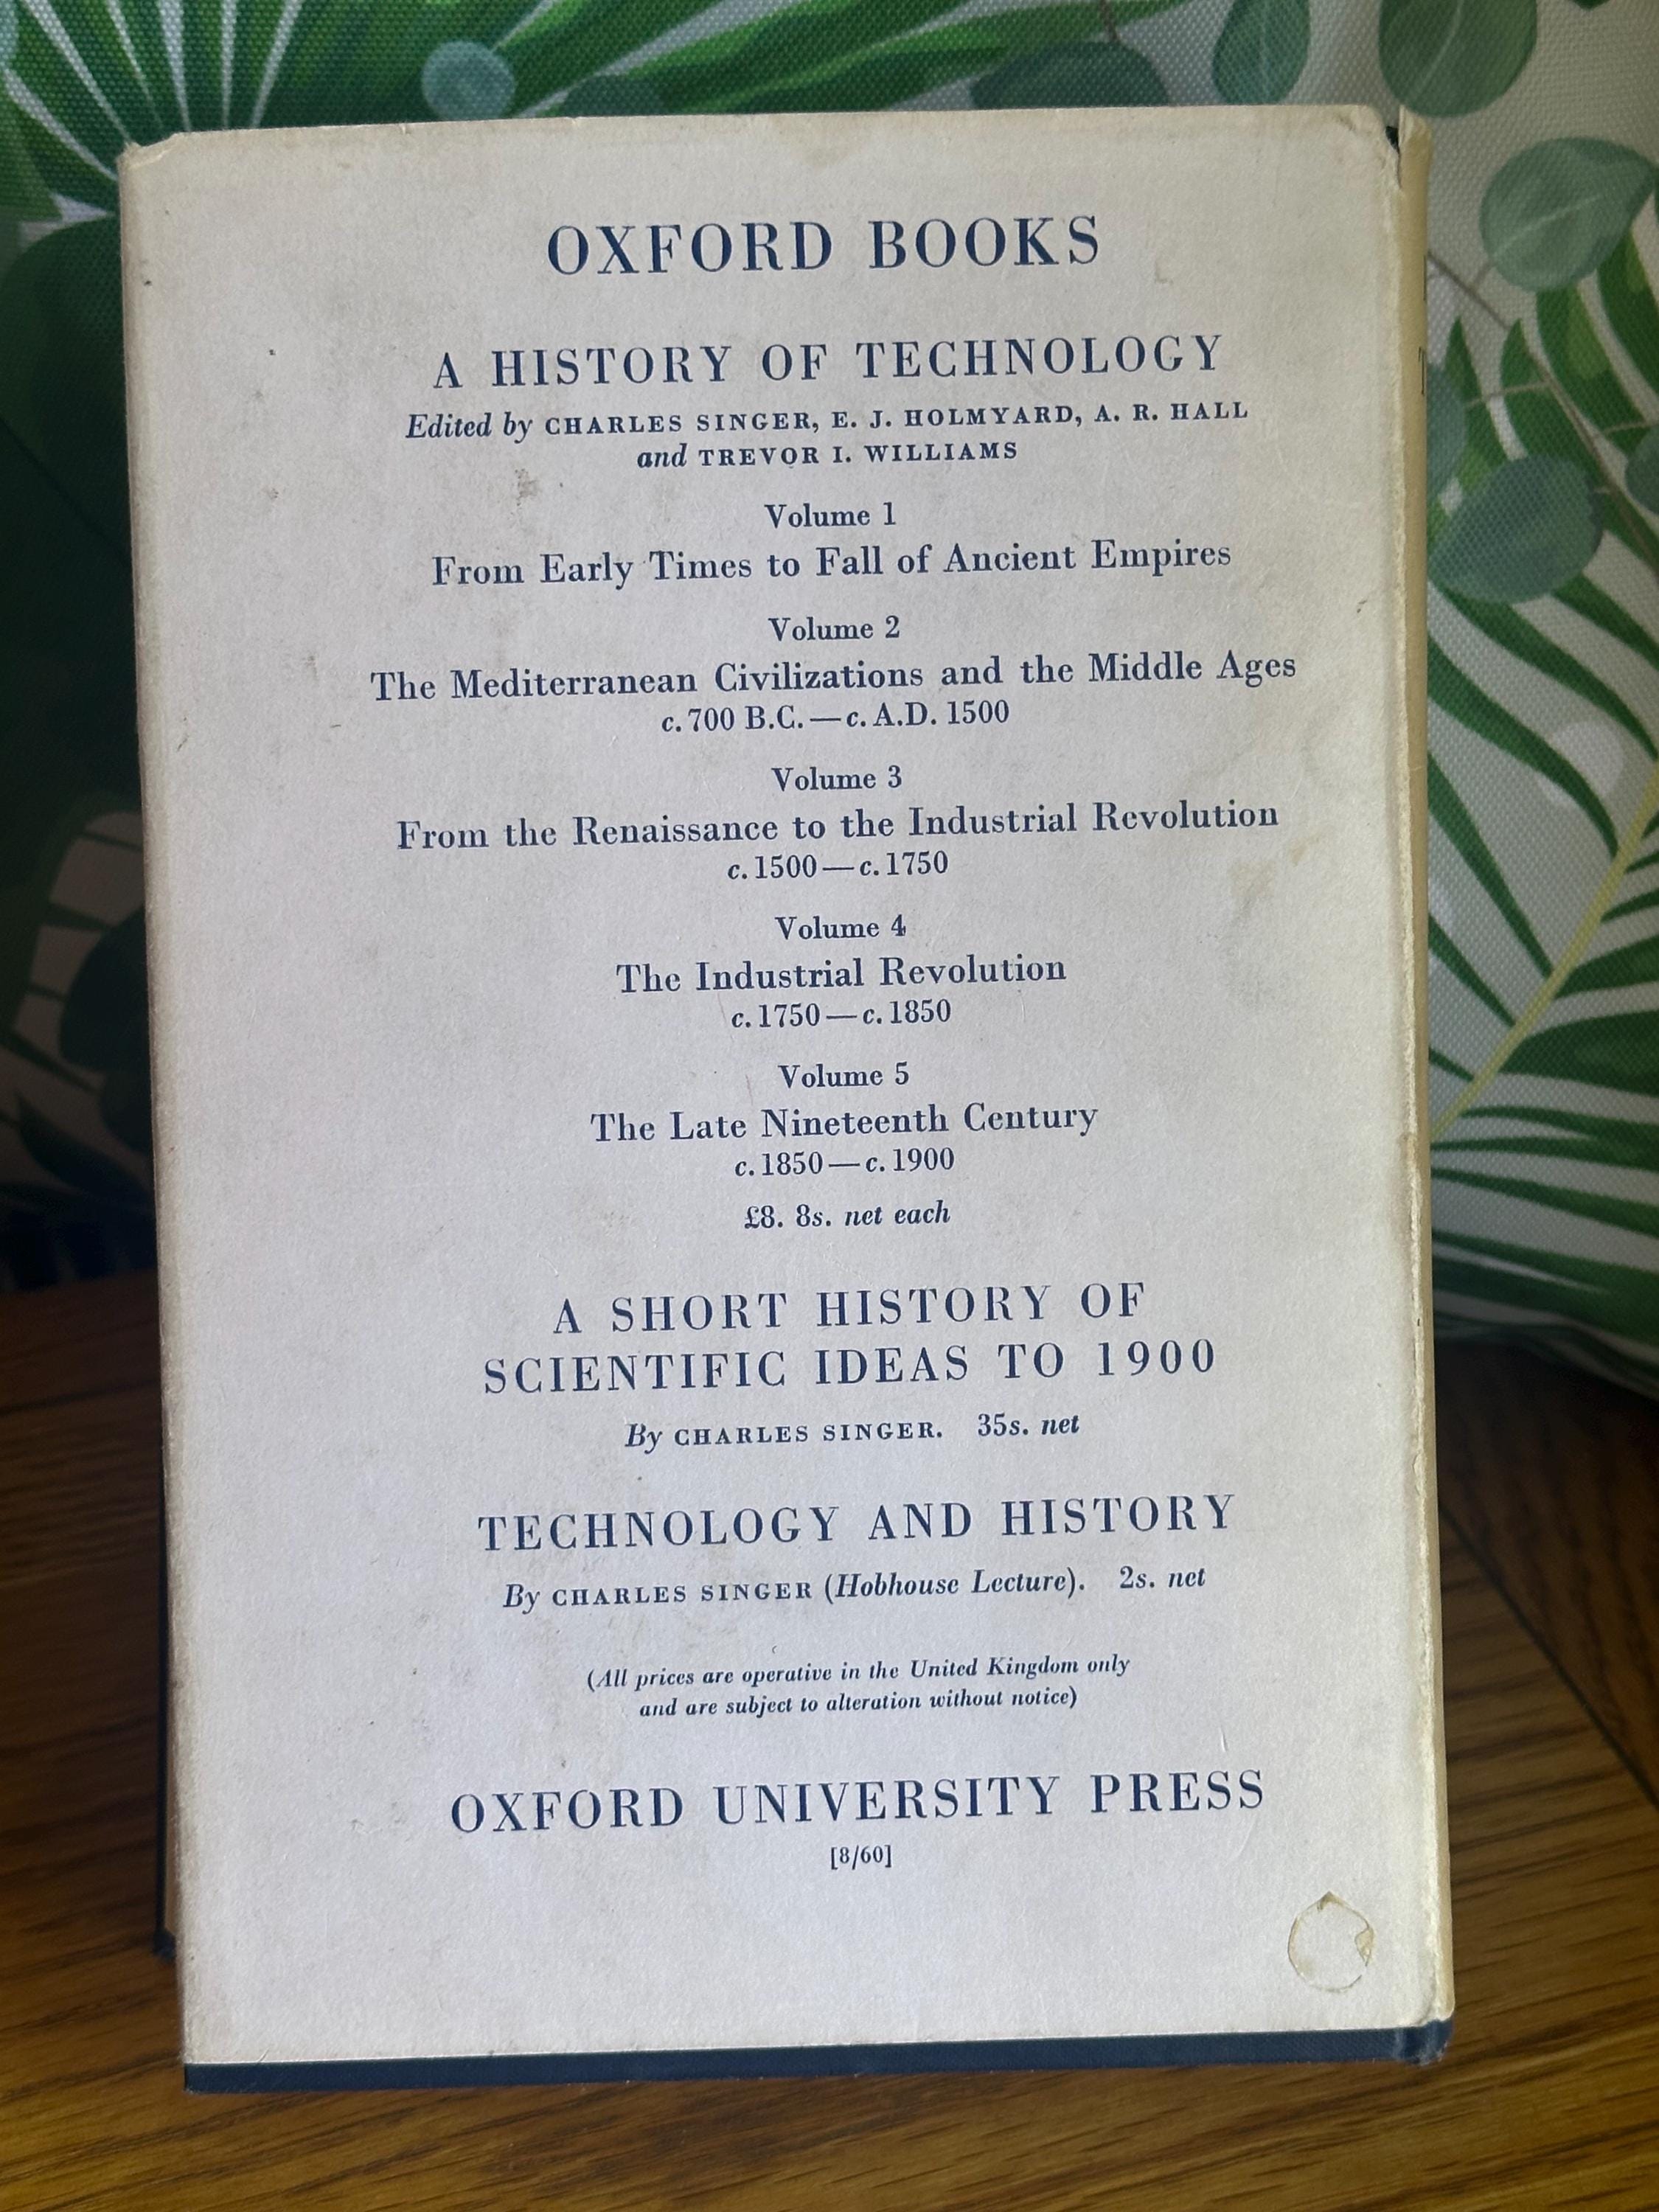 OXFORD BOOKS
A HISTORY OF TECHNOLOGY
Edited by CHARLES SINGER, E. J. HOLMYARD, A. R. HALL
and TREVOR I. WILLIAMS
Volume 1
From Early Times to Fall of Ancient Empires
Volume 2
The Mediterranean Civilizations and the Middle Ages
c. 700 B.C.—c. A.D. 1500
Volume 3
From the Renaissance to the Industrial Revolution
c. 1500—c. 1750
Volume 4
The Industrial Revolution
c. 1750—c. 1850
Volume 5
The Late Nineteenth Century
c. 1850—c. 1900
£8. 8s. net each
A SHORT HISTORY OF
SCIENTIFIC IDEAS TO 1900
By CHARLES SINGER. 35s. net
TECHNOLOGY AND HISTORY
By CHARLES SINGER (Hobhouse Lecture). 2s. net
(All prices are operative in the United Kingdom only
and are subject to alteration without notice)
OXFORD UNIVERSITY PRESS
[8/60]